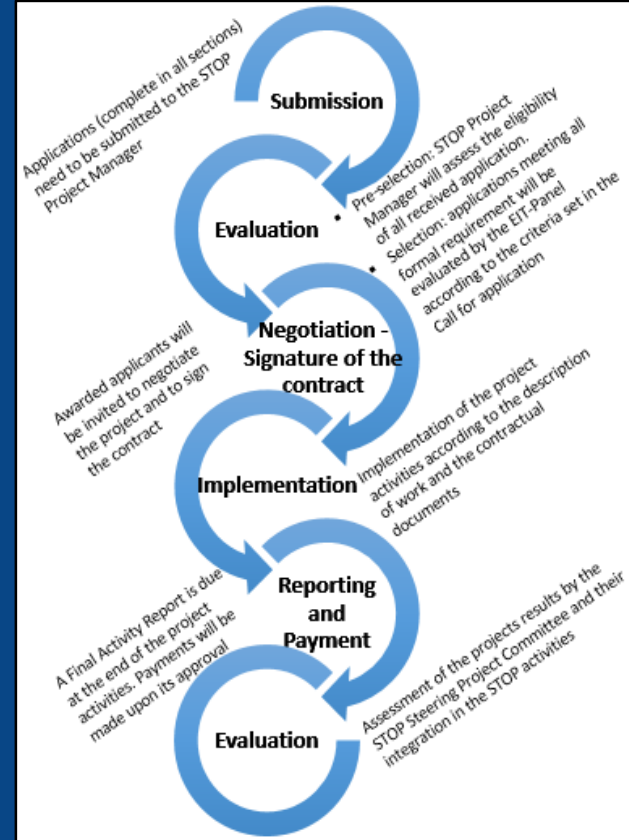 Submission
Applications (complete in all sections)
need to be submitted to the STOP
Project Manager
Evaluation
▪ Pre-selection: STOP Project
Manager will assess the eligibility
of all received application.
▪ Selection: applications meeting all
formal requirement will be
evaluated by the EIT-Panel
according to the criteria set in the
Call for application
Negotiation -
Signature of the
contract
Awarded applicants will
be invited to negotiate
the project and to sign
the contract
Implementation
Implementation of the project
activities according to the description
of work and the contractual
documents
Reporting
and
Payment
A Final Activity Report is due
at the end of the project
activities. Payments will be
made upon its approval
Evaluation
Assessment of the projects results by the
STOP Steering Project Committee and their
integration in the STOP activities